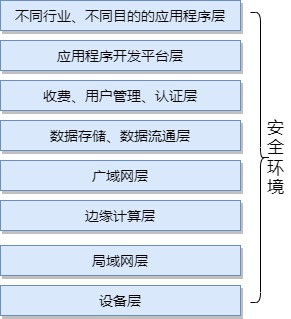 不同行业、不同目的的应用程序层
应用程序开发平台层
收费、用户管理、认证层
数据存储、数据流通层
广域网层
边缘计算层
局域网层
设备层
安全环境